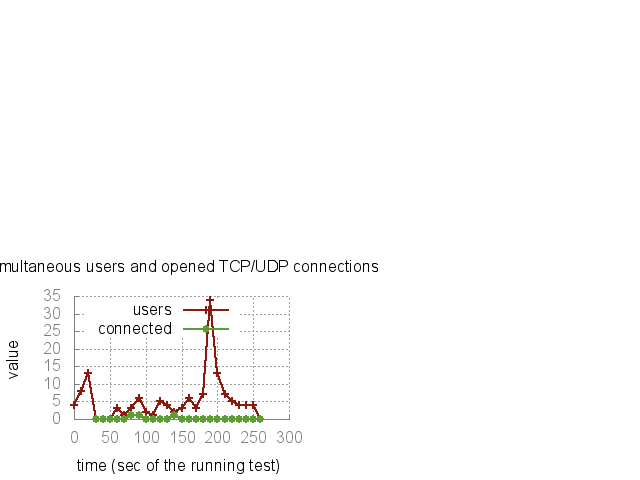 multaneous users and opened TCP/UDP connections
35
30
25
20
15
10
5
0
value
users
connected
0 50 100 150 200 250 300
time (sec of the running test)